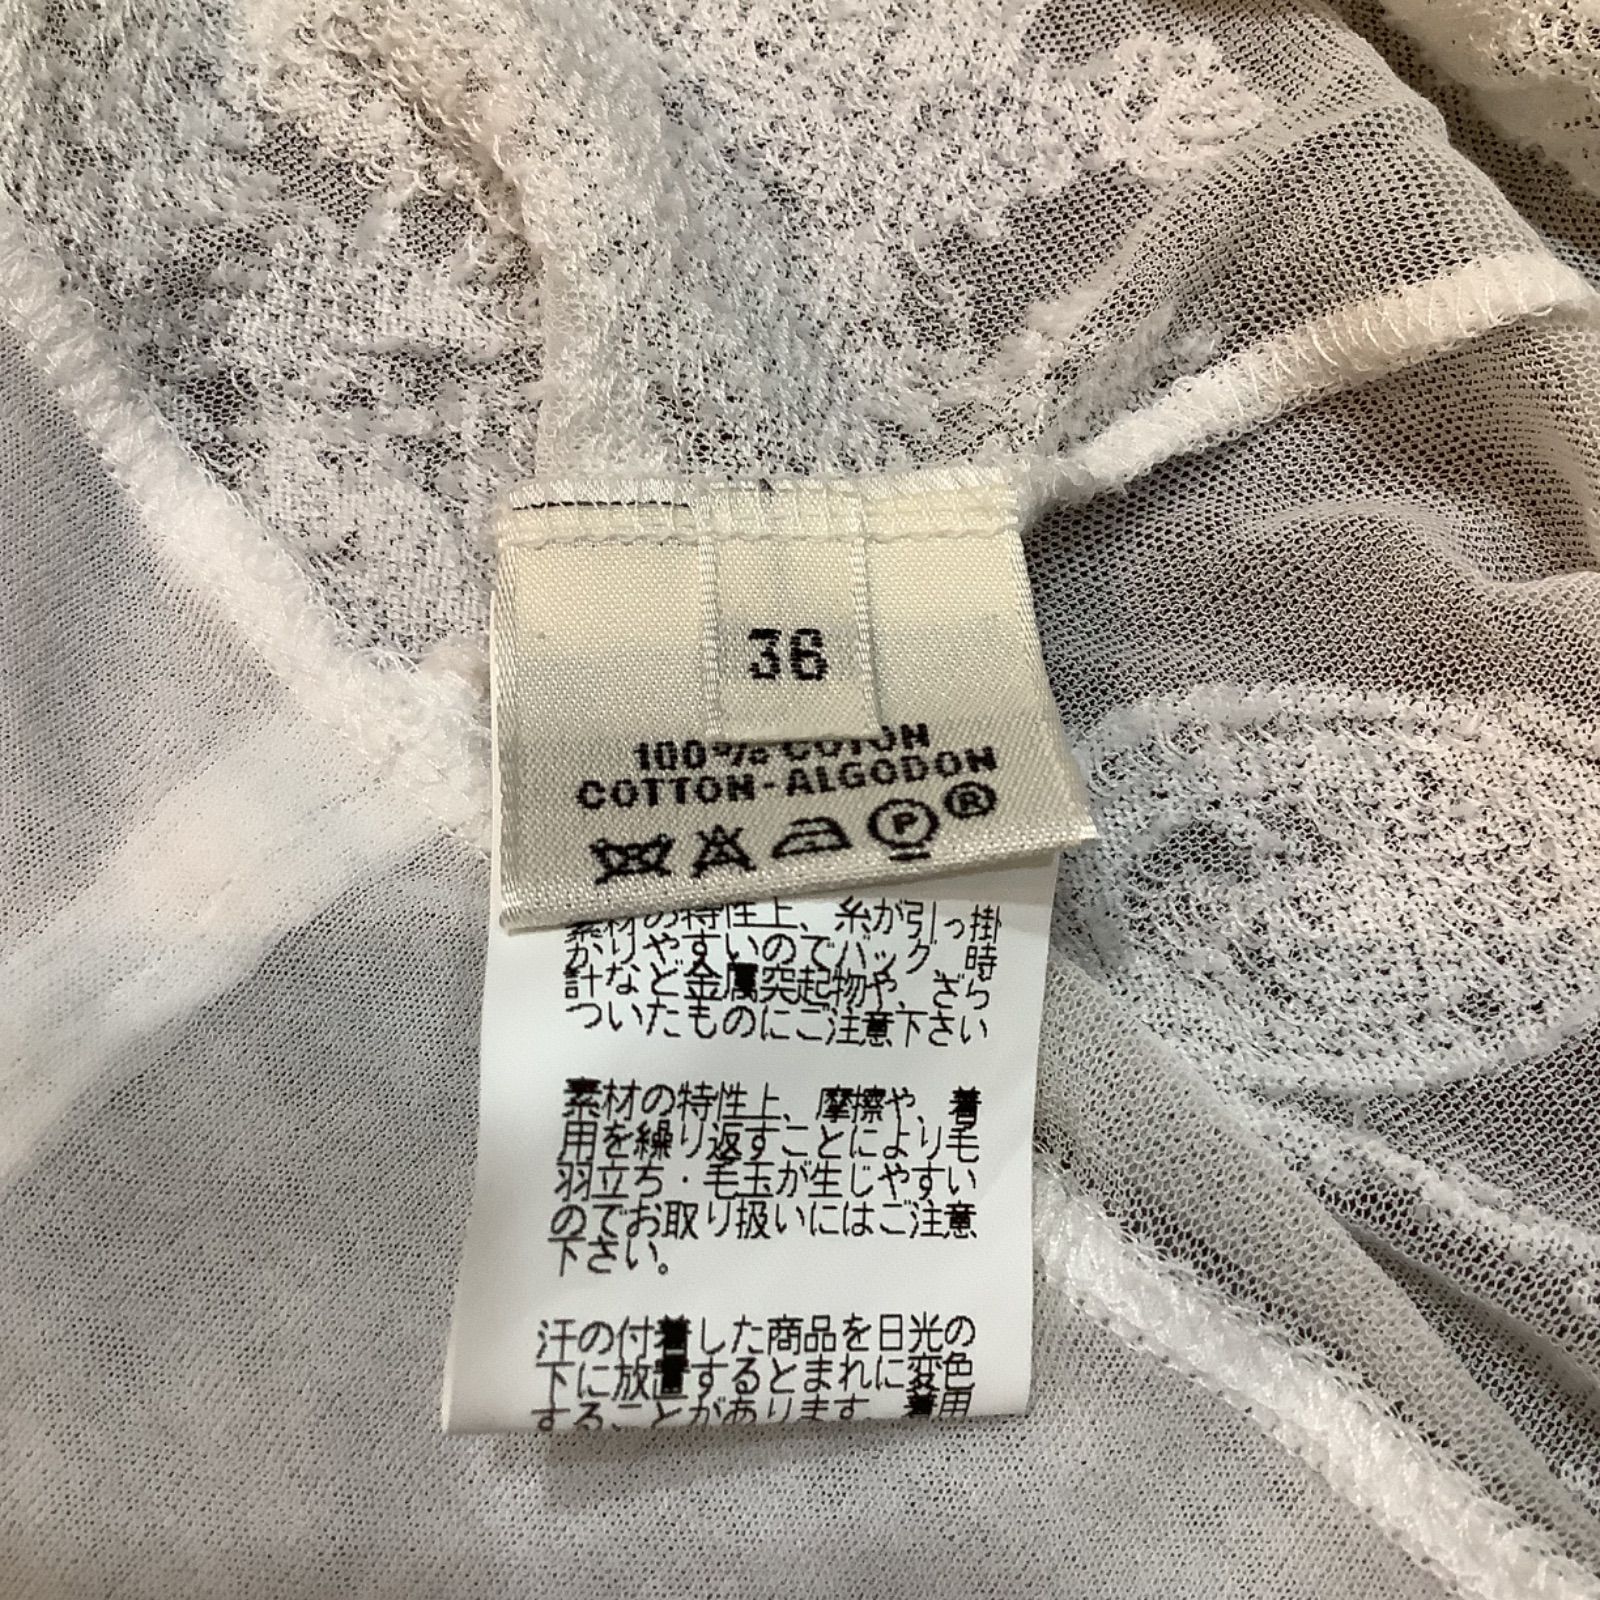 36
100% COTON
COTTON-ALGODON
P ®
素材の特性上、糸が引っ掛
かりやすいのでバッグ、時
計など金属突起物や、ざら
ついたものにご注意下さい
素材の特性上、摩擦や、着
用を繰り返すことにより毛
羽立ち・毛玉が生じやすい
のでお取り扱いにはご注意
下さい。
汗の付着した商品を日光の
下に放置するとまれに変色
することがあります。着用